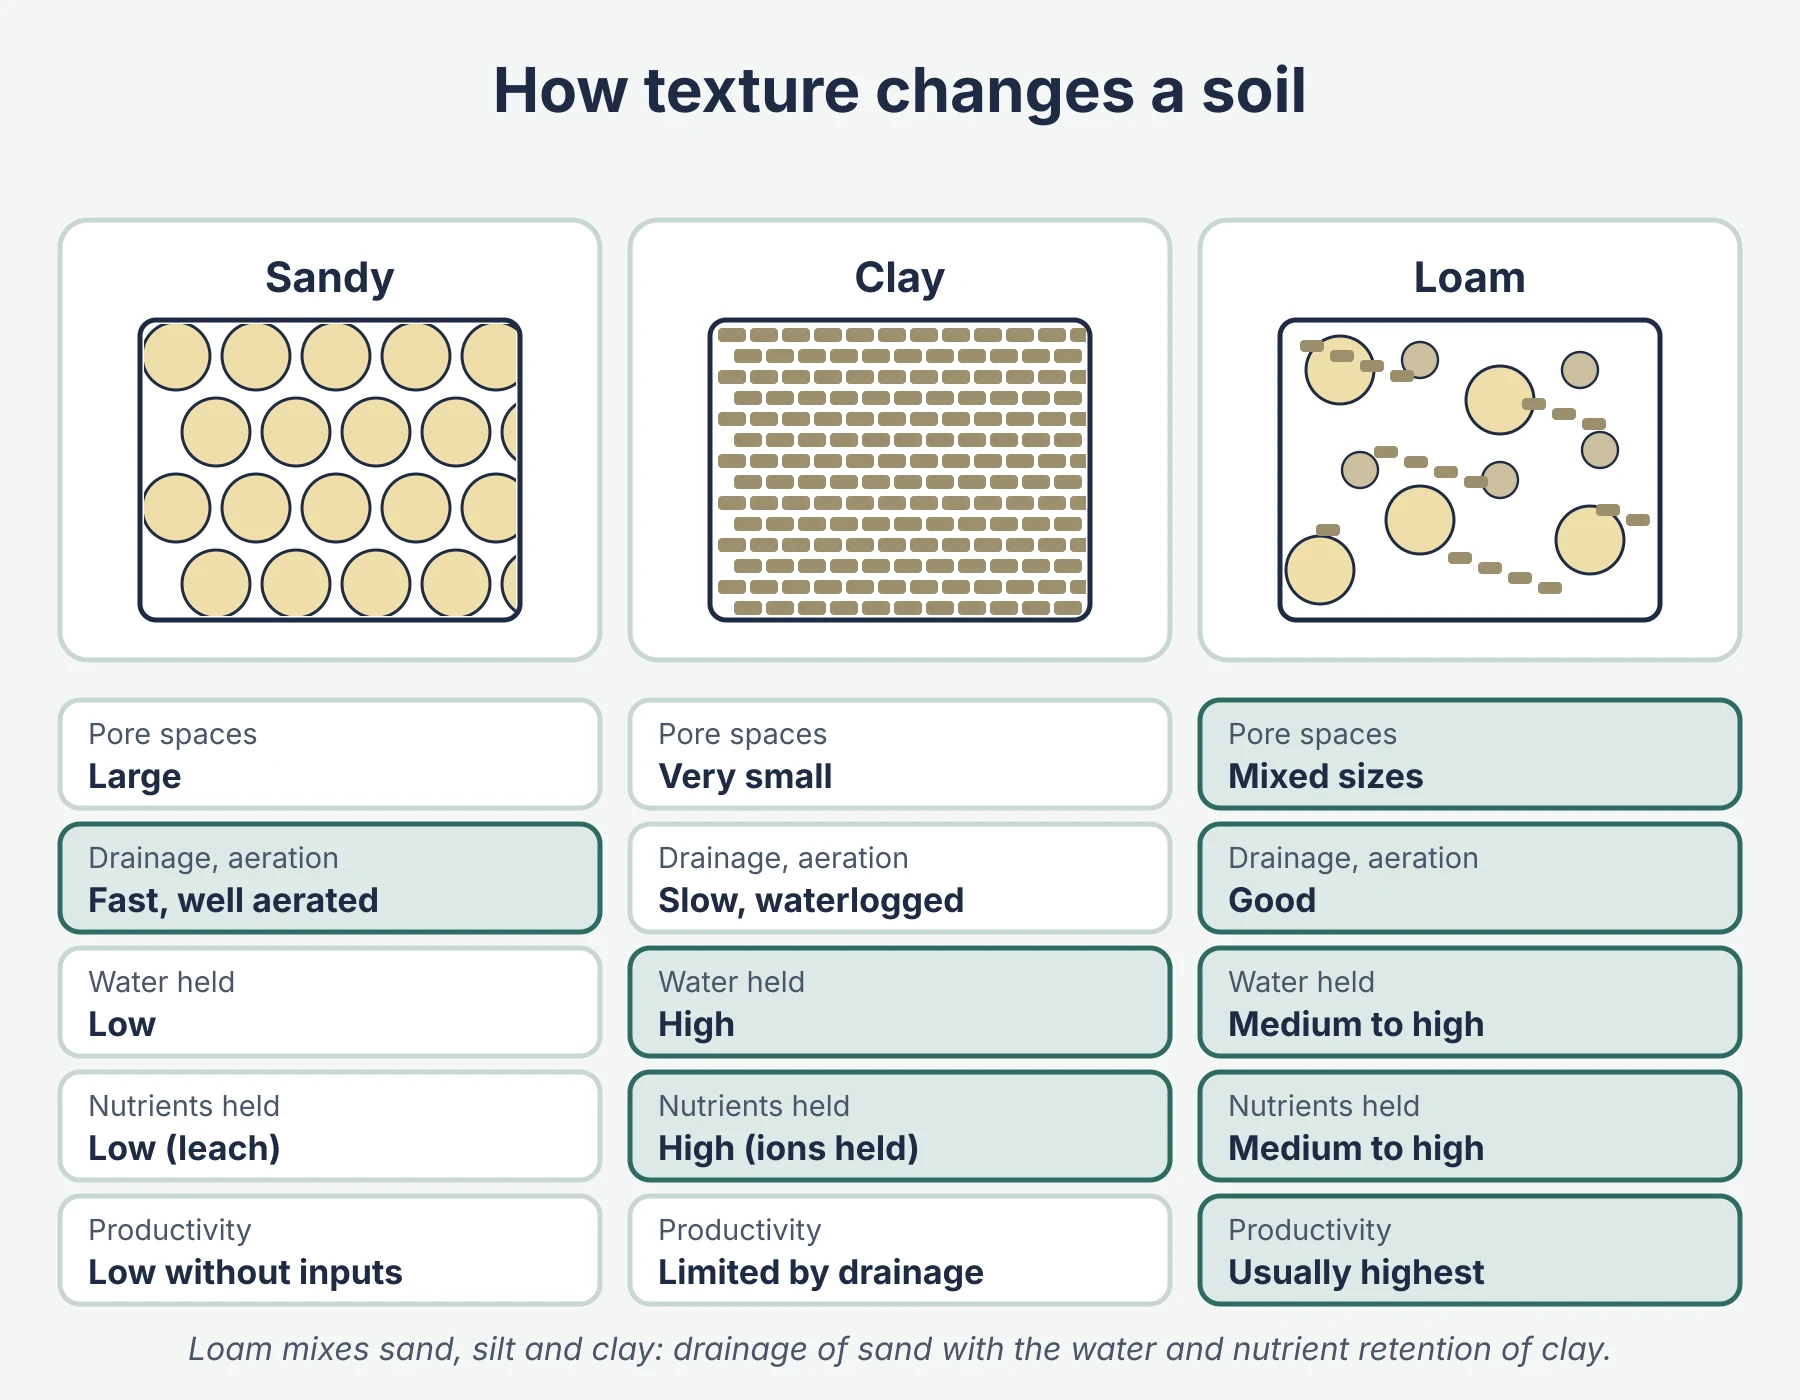 How texture changes a soil
Sandy
Clay
Loam
Pore spaces
Large
Pore spaces
Very small
Pore spaces
Mixed sizes
Drainage, aeration
Fast, well aerated
Drainage, aeration
Slow, waterlogged
Drainage, aeration
Good
Water held
Low
Water held
High
Water held
Medium to high
Nutrients held
Low (leach)
Nutrients held
High (ions held)
Nutrients held
Medium to high
Productivity
Low without inputs
Productivity
Limited by drainage
Productivity
Usually highest
Loam mixes sand, silt and clay: drainage of sand with the water and nutrient retention of clay.